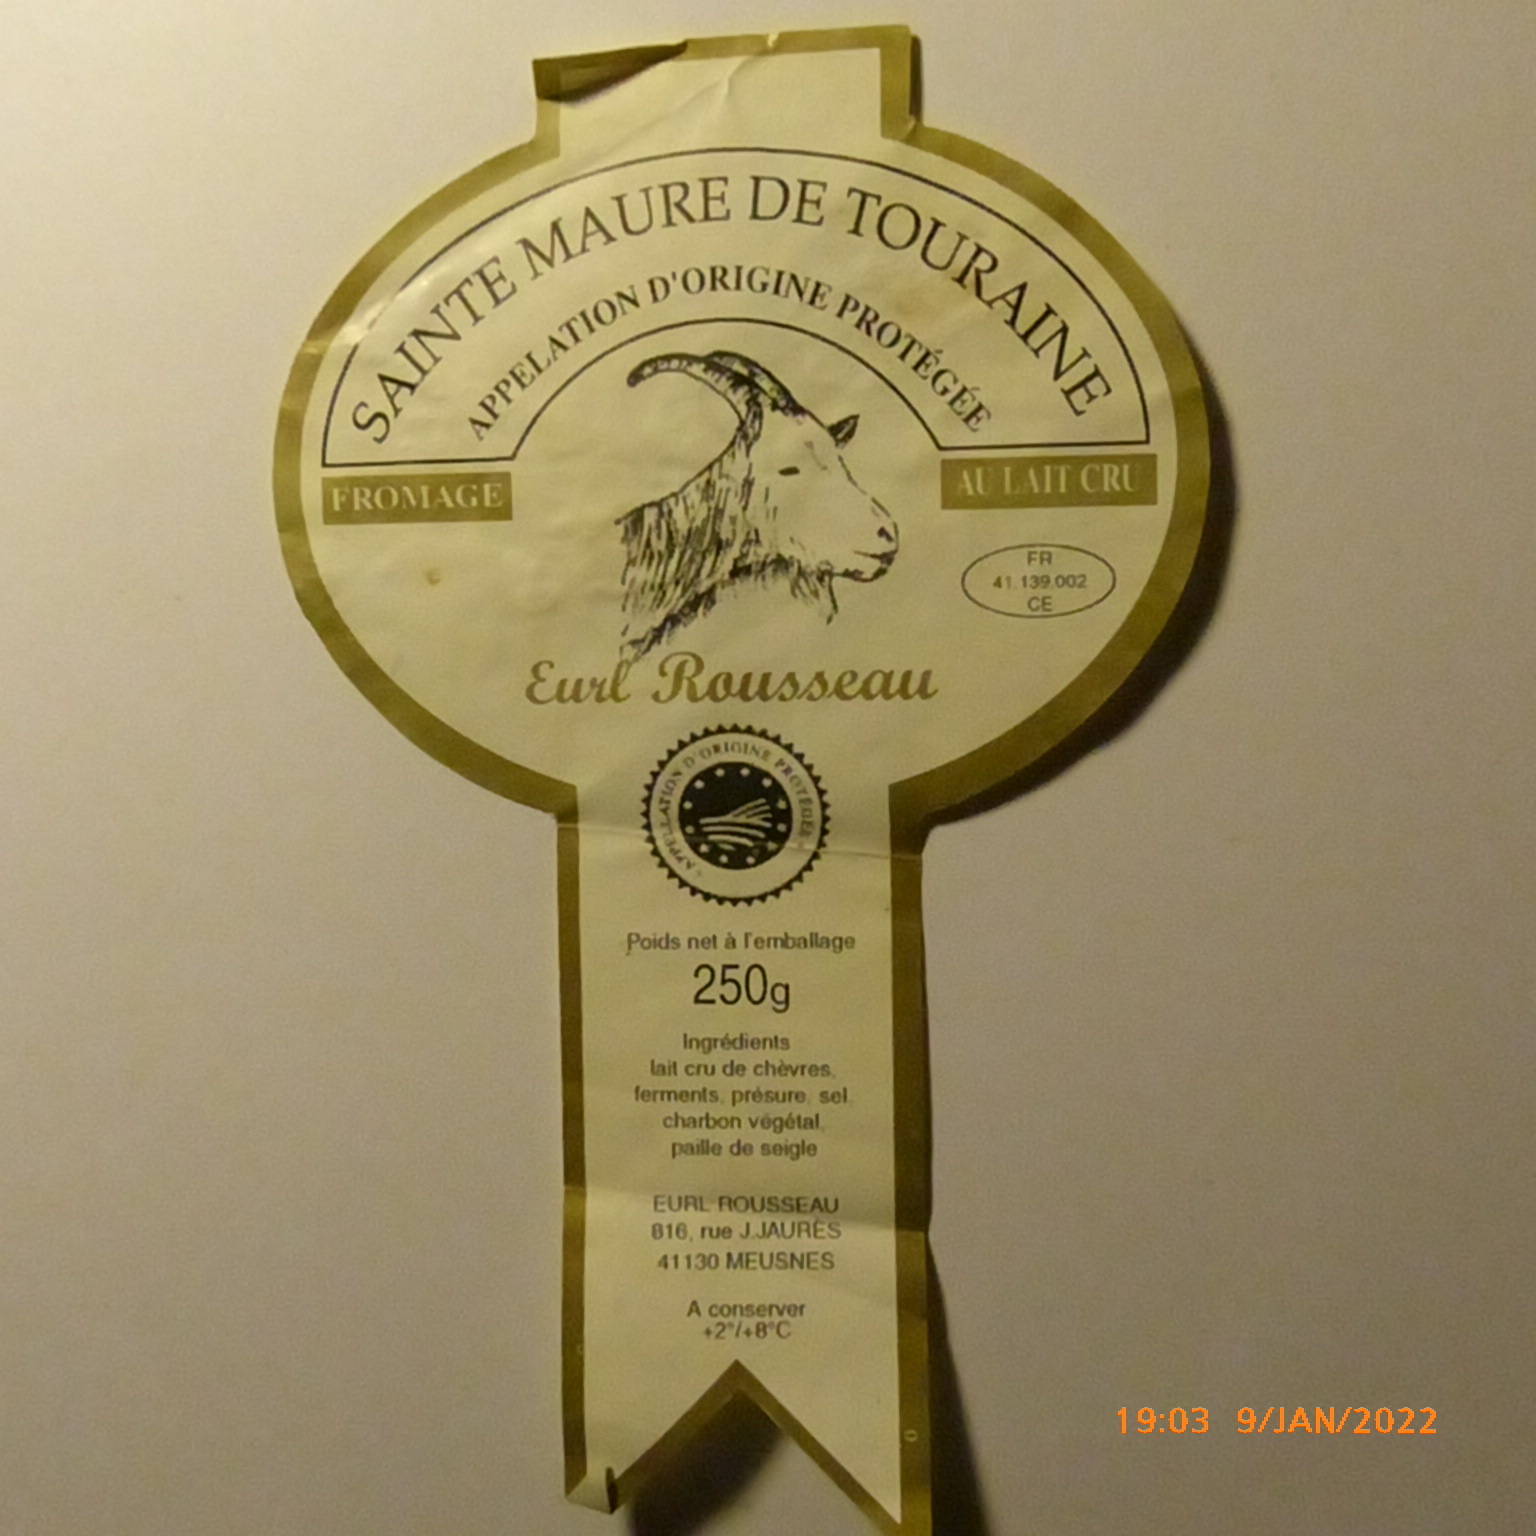 SAINTE MAURE DE TOURAINE
APPELATION D'ORIGINE PROTÉGÉE
FROMAGE
AU LAIT CRU
FR
41.139.002
CE
Eurl Rousseau
APPELLATION D'ORIGINE PROTÉGÉE
Poids net à l'emballage
250g
Ingrédients
lait cru de chèvres,
ferments, présure, sel,
charbon végétal,
paille de seigle
EURL ROUSSEAU
816, rue J.JAURÈS
41130 MEUSNES
A conserver
+2°/+8°C
19:03 9/JAN/2022